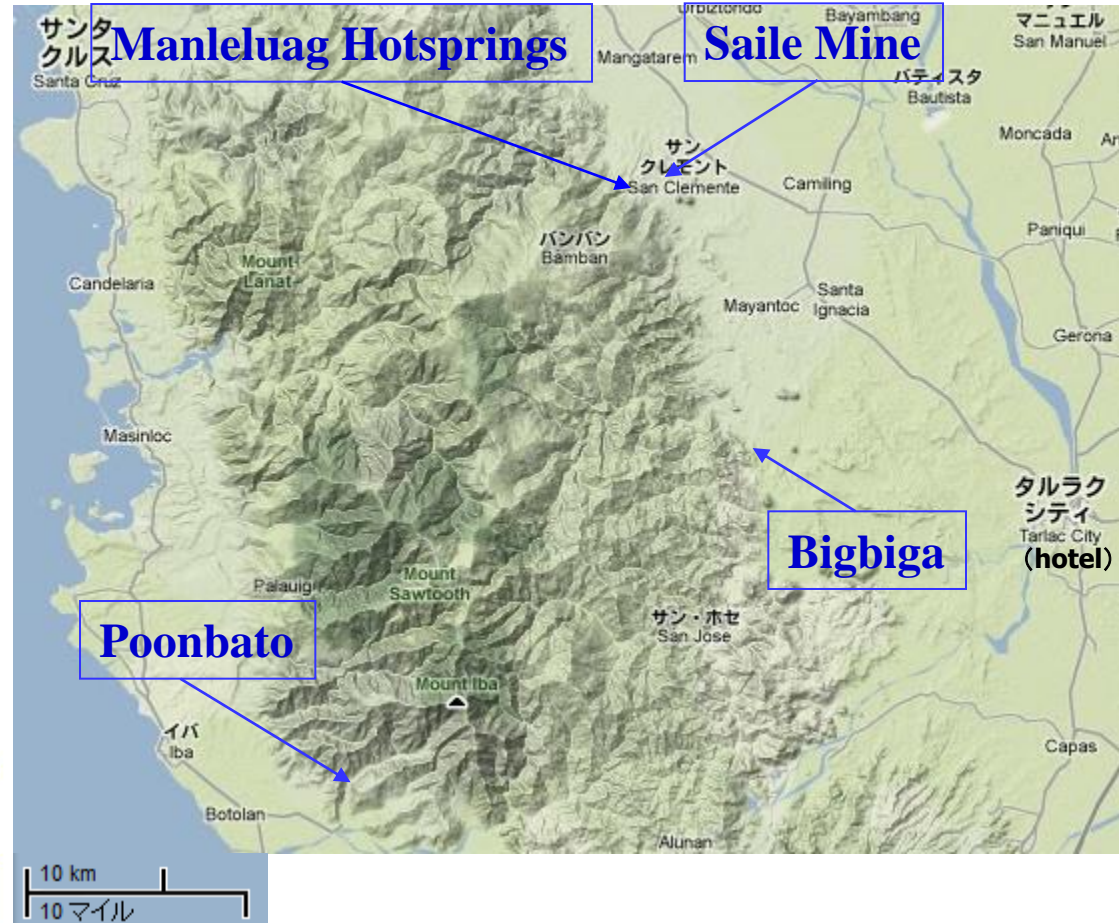 サンタ
クルス
Santa Cruz
Manleluag Hotsprings
Mangatarem
Urbiztondo
Bayambang
Saile Mine
マニュエル
San Manuel
バティスタ
Bautista
Moncada
サン
クレモント
San Clemente
Camiling
Paniqui
バンバン
Bamban
Mount
Lanat
Candelaria
Mayantoc
Santa
Ignacia
Gerona
Masinloc
タルラク
シティ
Tarlac City
(hotel)
Bigbiga
Palauig
Mount
Sawtooth
サン・ホセ
San Jose
Poonbato
Mount Iba
イバ
Iba
Capas
Botolan
Alunan
10 km
10 マイル